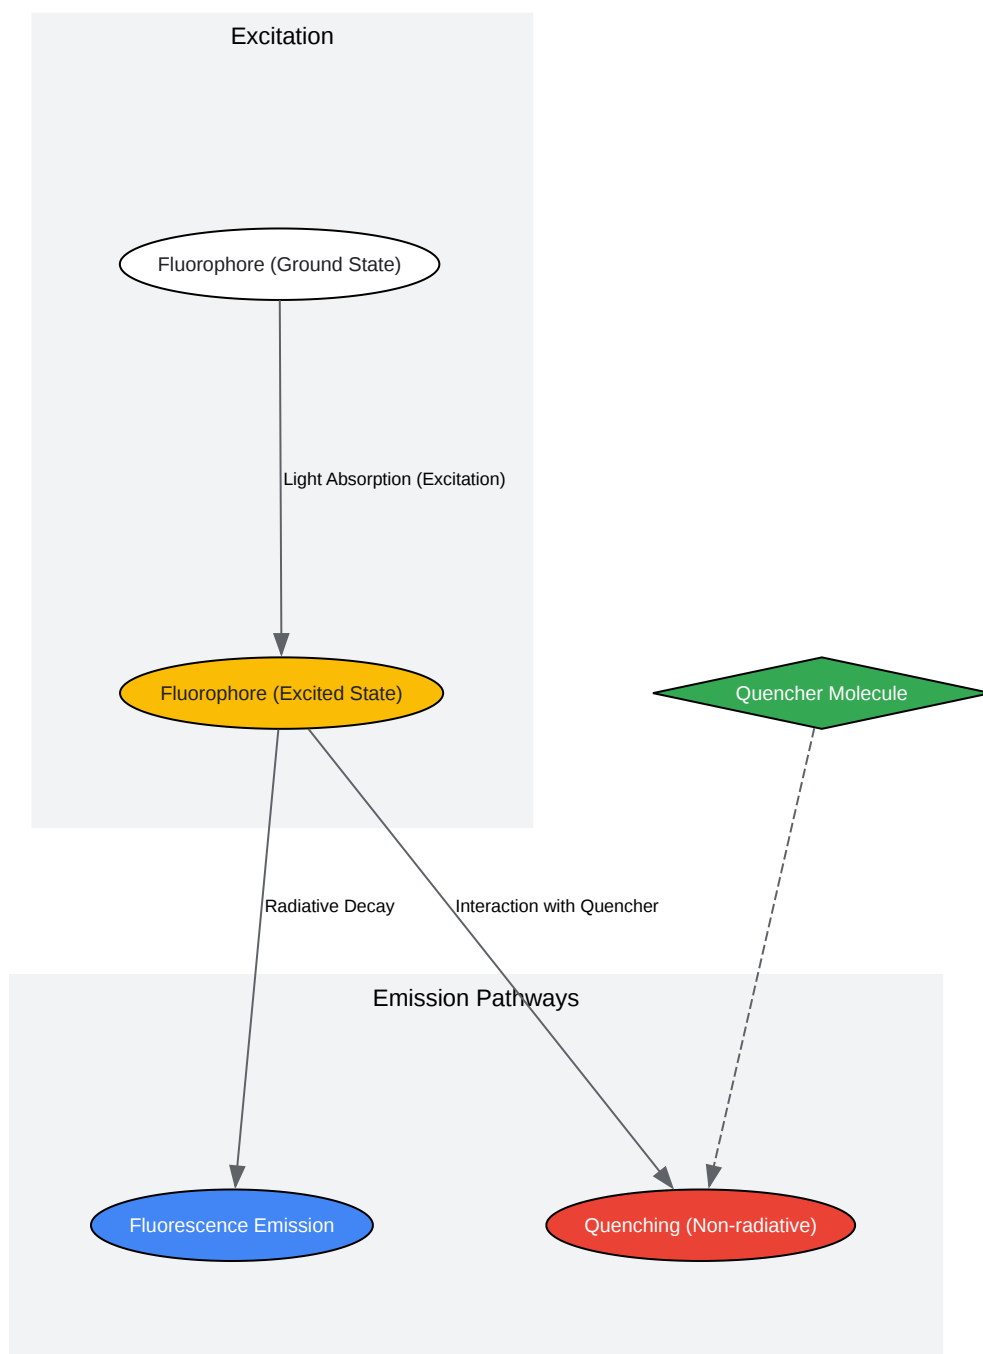 Excitation
Fluorophore (Ground State)
Light Absorption (Excitation)
Fluorophore (Excited State)
Quencher Molecule
Radiative Decay
Interaction with Quencher
Emission Pathways
Fluorescence Emission
Quenching (Non-radiative)